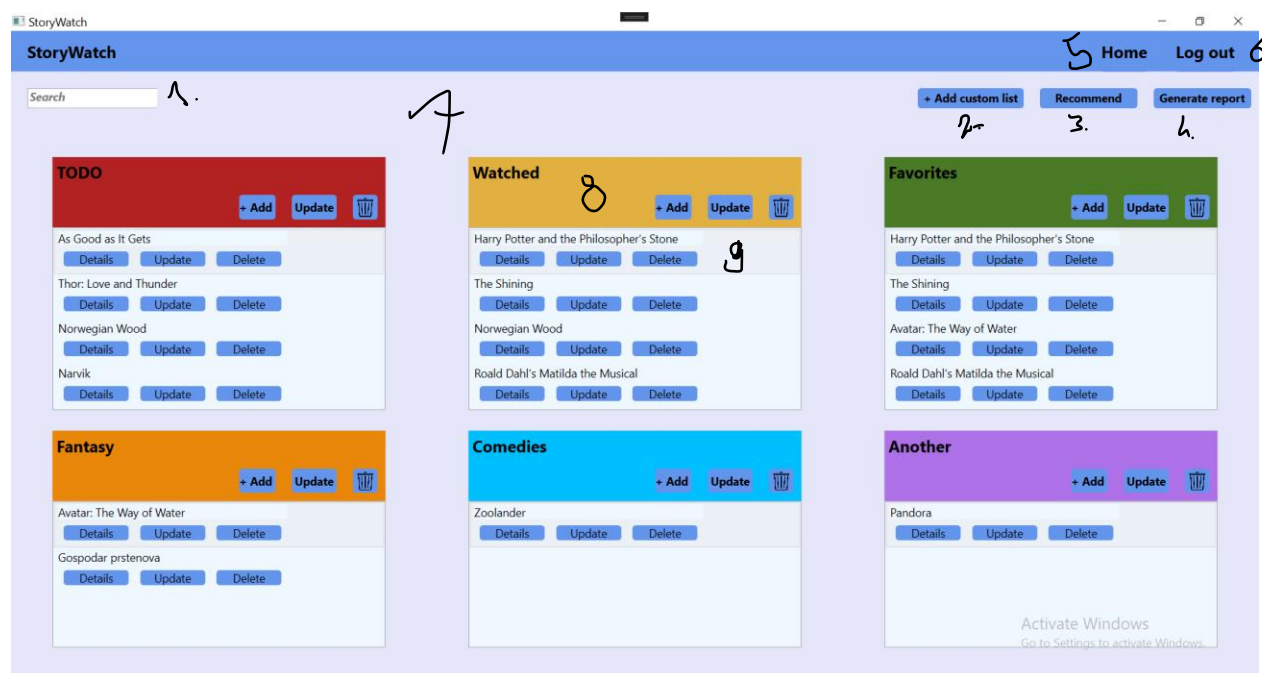 StoryWatch
StoryWatch 5 Home Log out 6
Search 1. 7 + Add custom list Recommend Generate report
2. 3. 4.
TODO Watched Favorites
8
+ Add Update + Add Update + Add Update
As Good as It Gets Harry Potter and the Philosopher's Stone Harry Potter and the Philosopher's Stone
Details Update Delete Details Update Delete 9 Details Update Delete
Thor: Love and Thunder The Shining The Shining
Details Update Delete Details Update Delete Details Update Delete
Norwegian Wood Norwegian Wood Avatar: The Way of Water
Details Update Delete Details Update Delete Details Update Delete
Narvik Roald Dahl's Matilda the Musical Roald Dahl's Matilda the Musical
Details Update Delete Details Update Delete Details Update Delete
Fantasy Comedies Another
+ Add Update + Add Update + Add Update
Avatar: The Way of Water Zoolander Pandora
Details Update Delete Details Update Delete Details Update Delete
Gospodar prstenova
Details Update Delete
Activate Windows
Go to Settings to activate Windows.